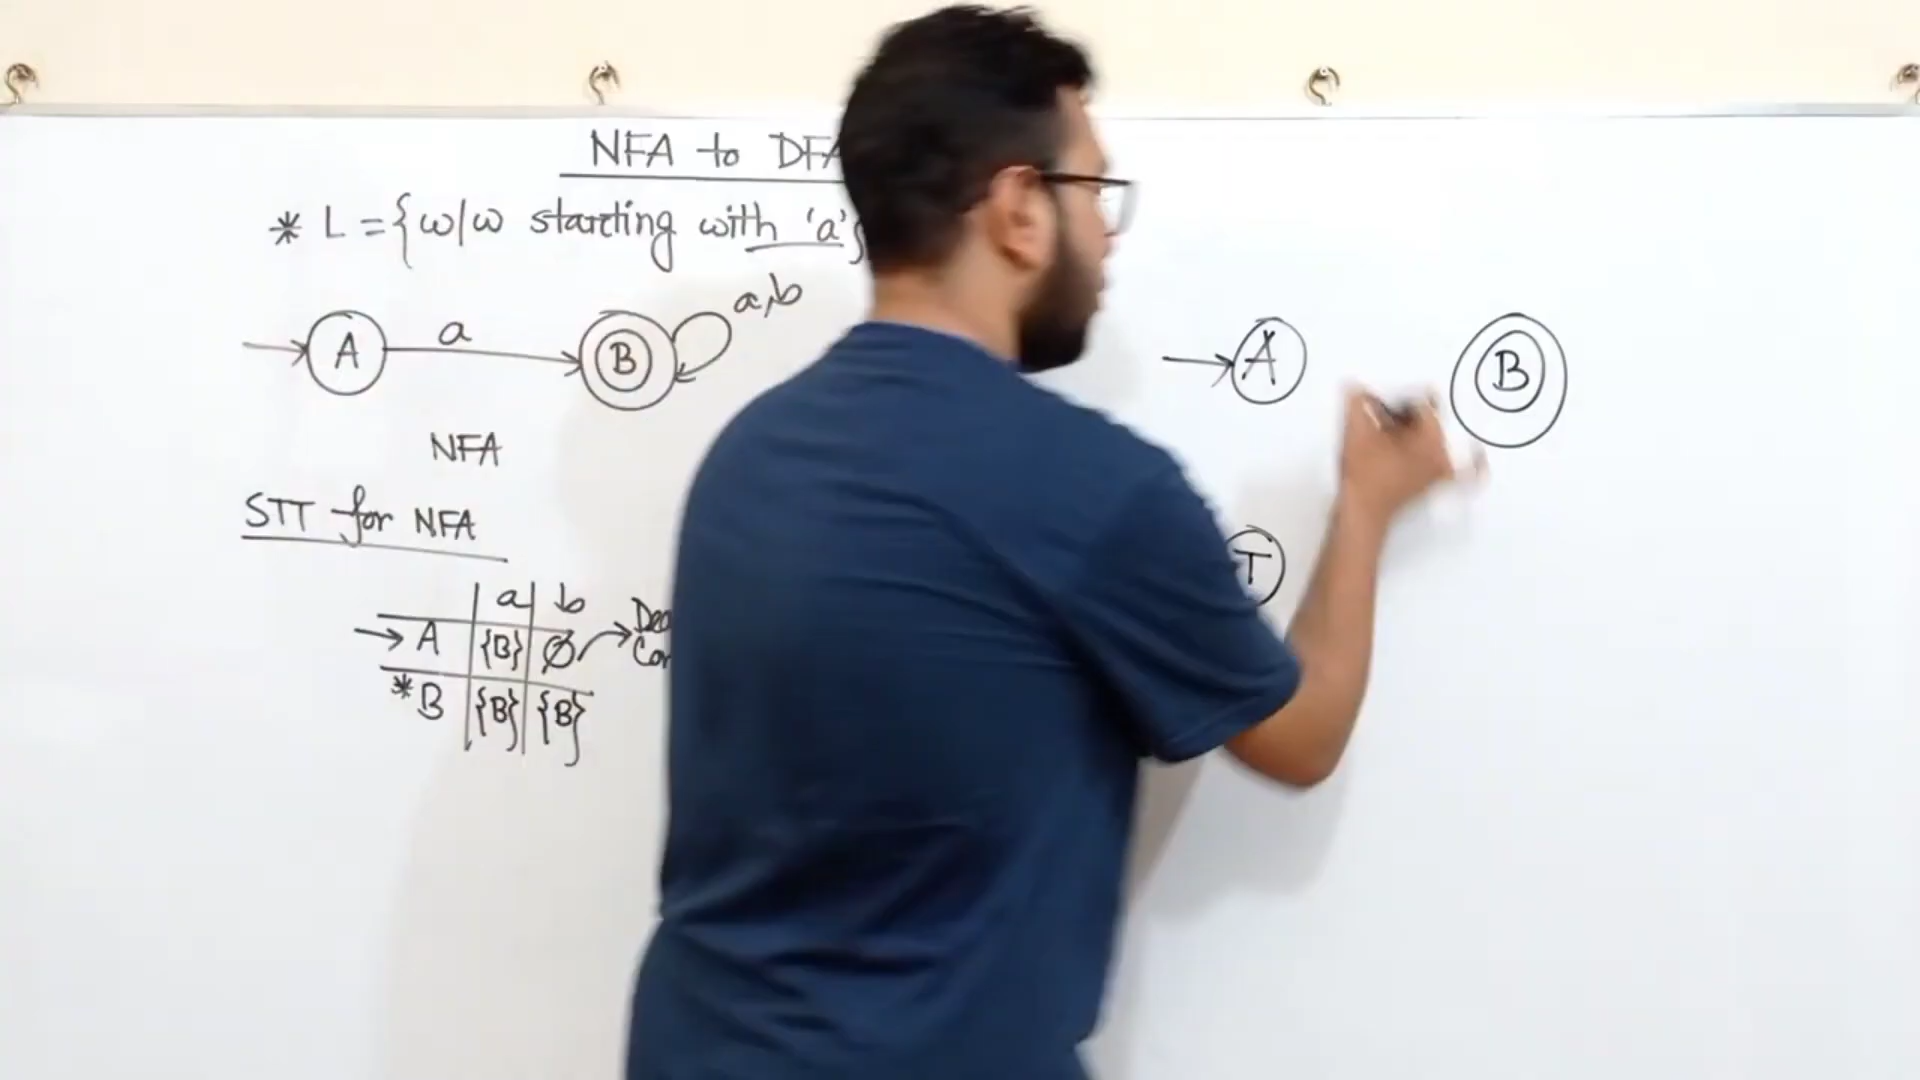 NFA to DFA
* L = {w/w starting with 'a'}
A a B a,b
A B
NFA
STT for NFA
T
a b
→ A {B} ∅ →
* B {B} {B}